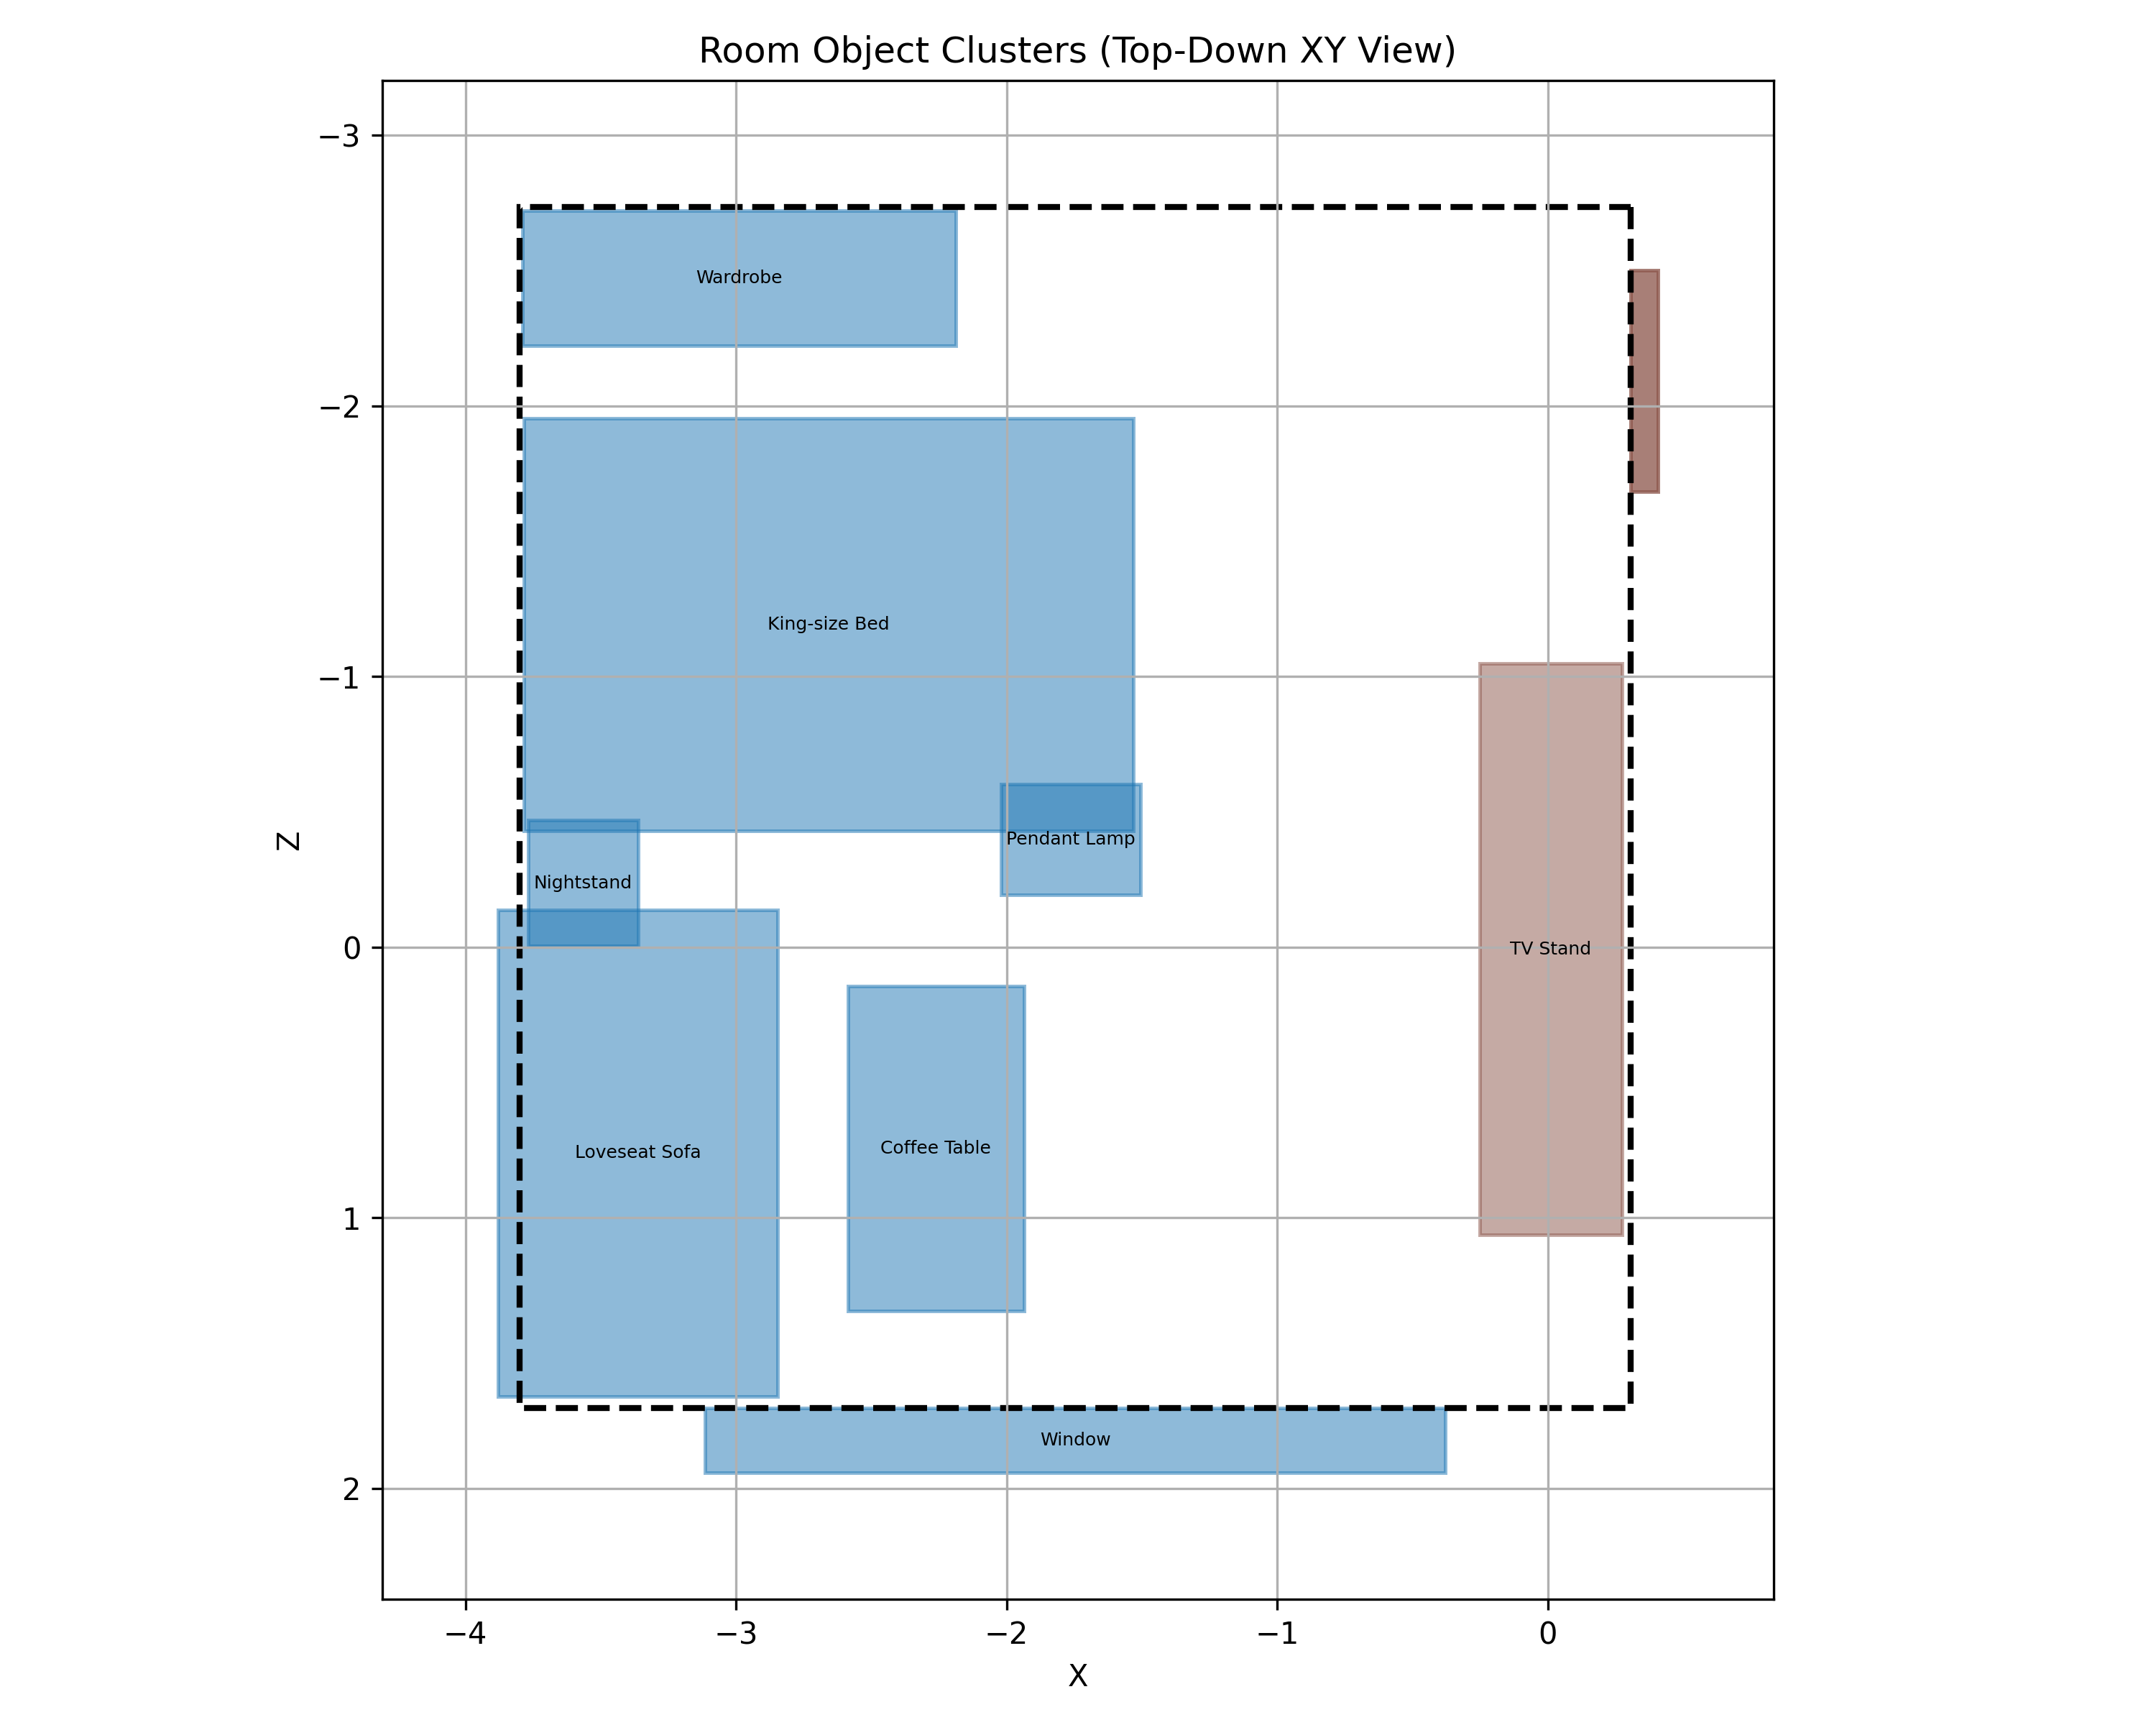 Room Object Clusters (Top-Down XY View)
−3
Wardrobe
−2
King-size Bed
−1
Pendant Lamp
Z
Nightstand
0
TV Stand
Loveseat Sofa
Coffee Table
1
Window
2
−4
−3
−2
−1
0
X